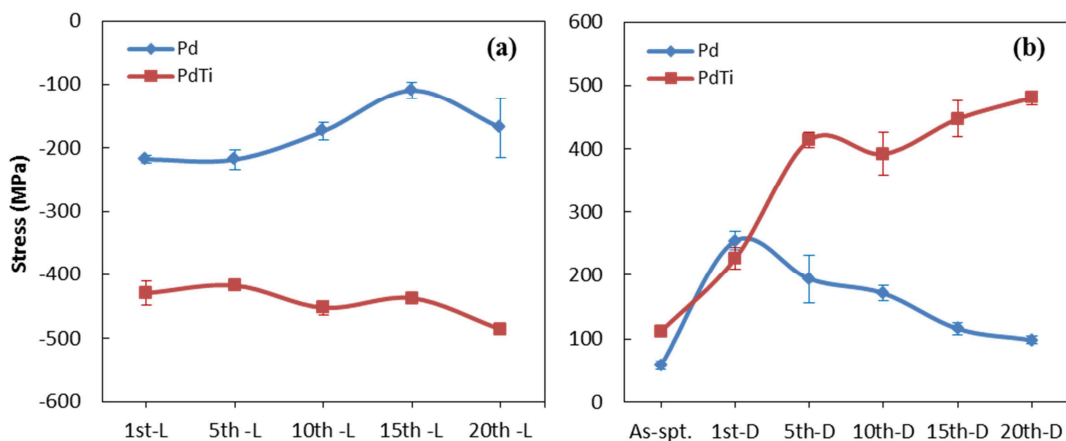 0
-100
-200
-300
-400
-500
-600
Stress (MPa)
Pd
PdTi
(a)
1st-L
5th -L
10th -L
15th -L
20th -L
600
500
400
300
200
100
0
Pd
PdTi
(b)
As-spt.
1st-D
5th-D
10th-D
15th-D
20th-D